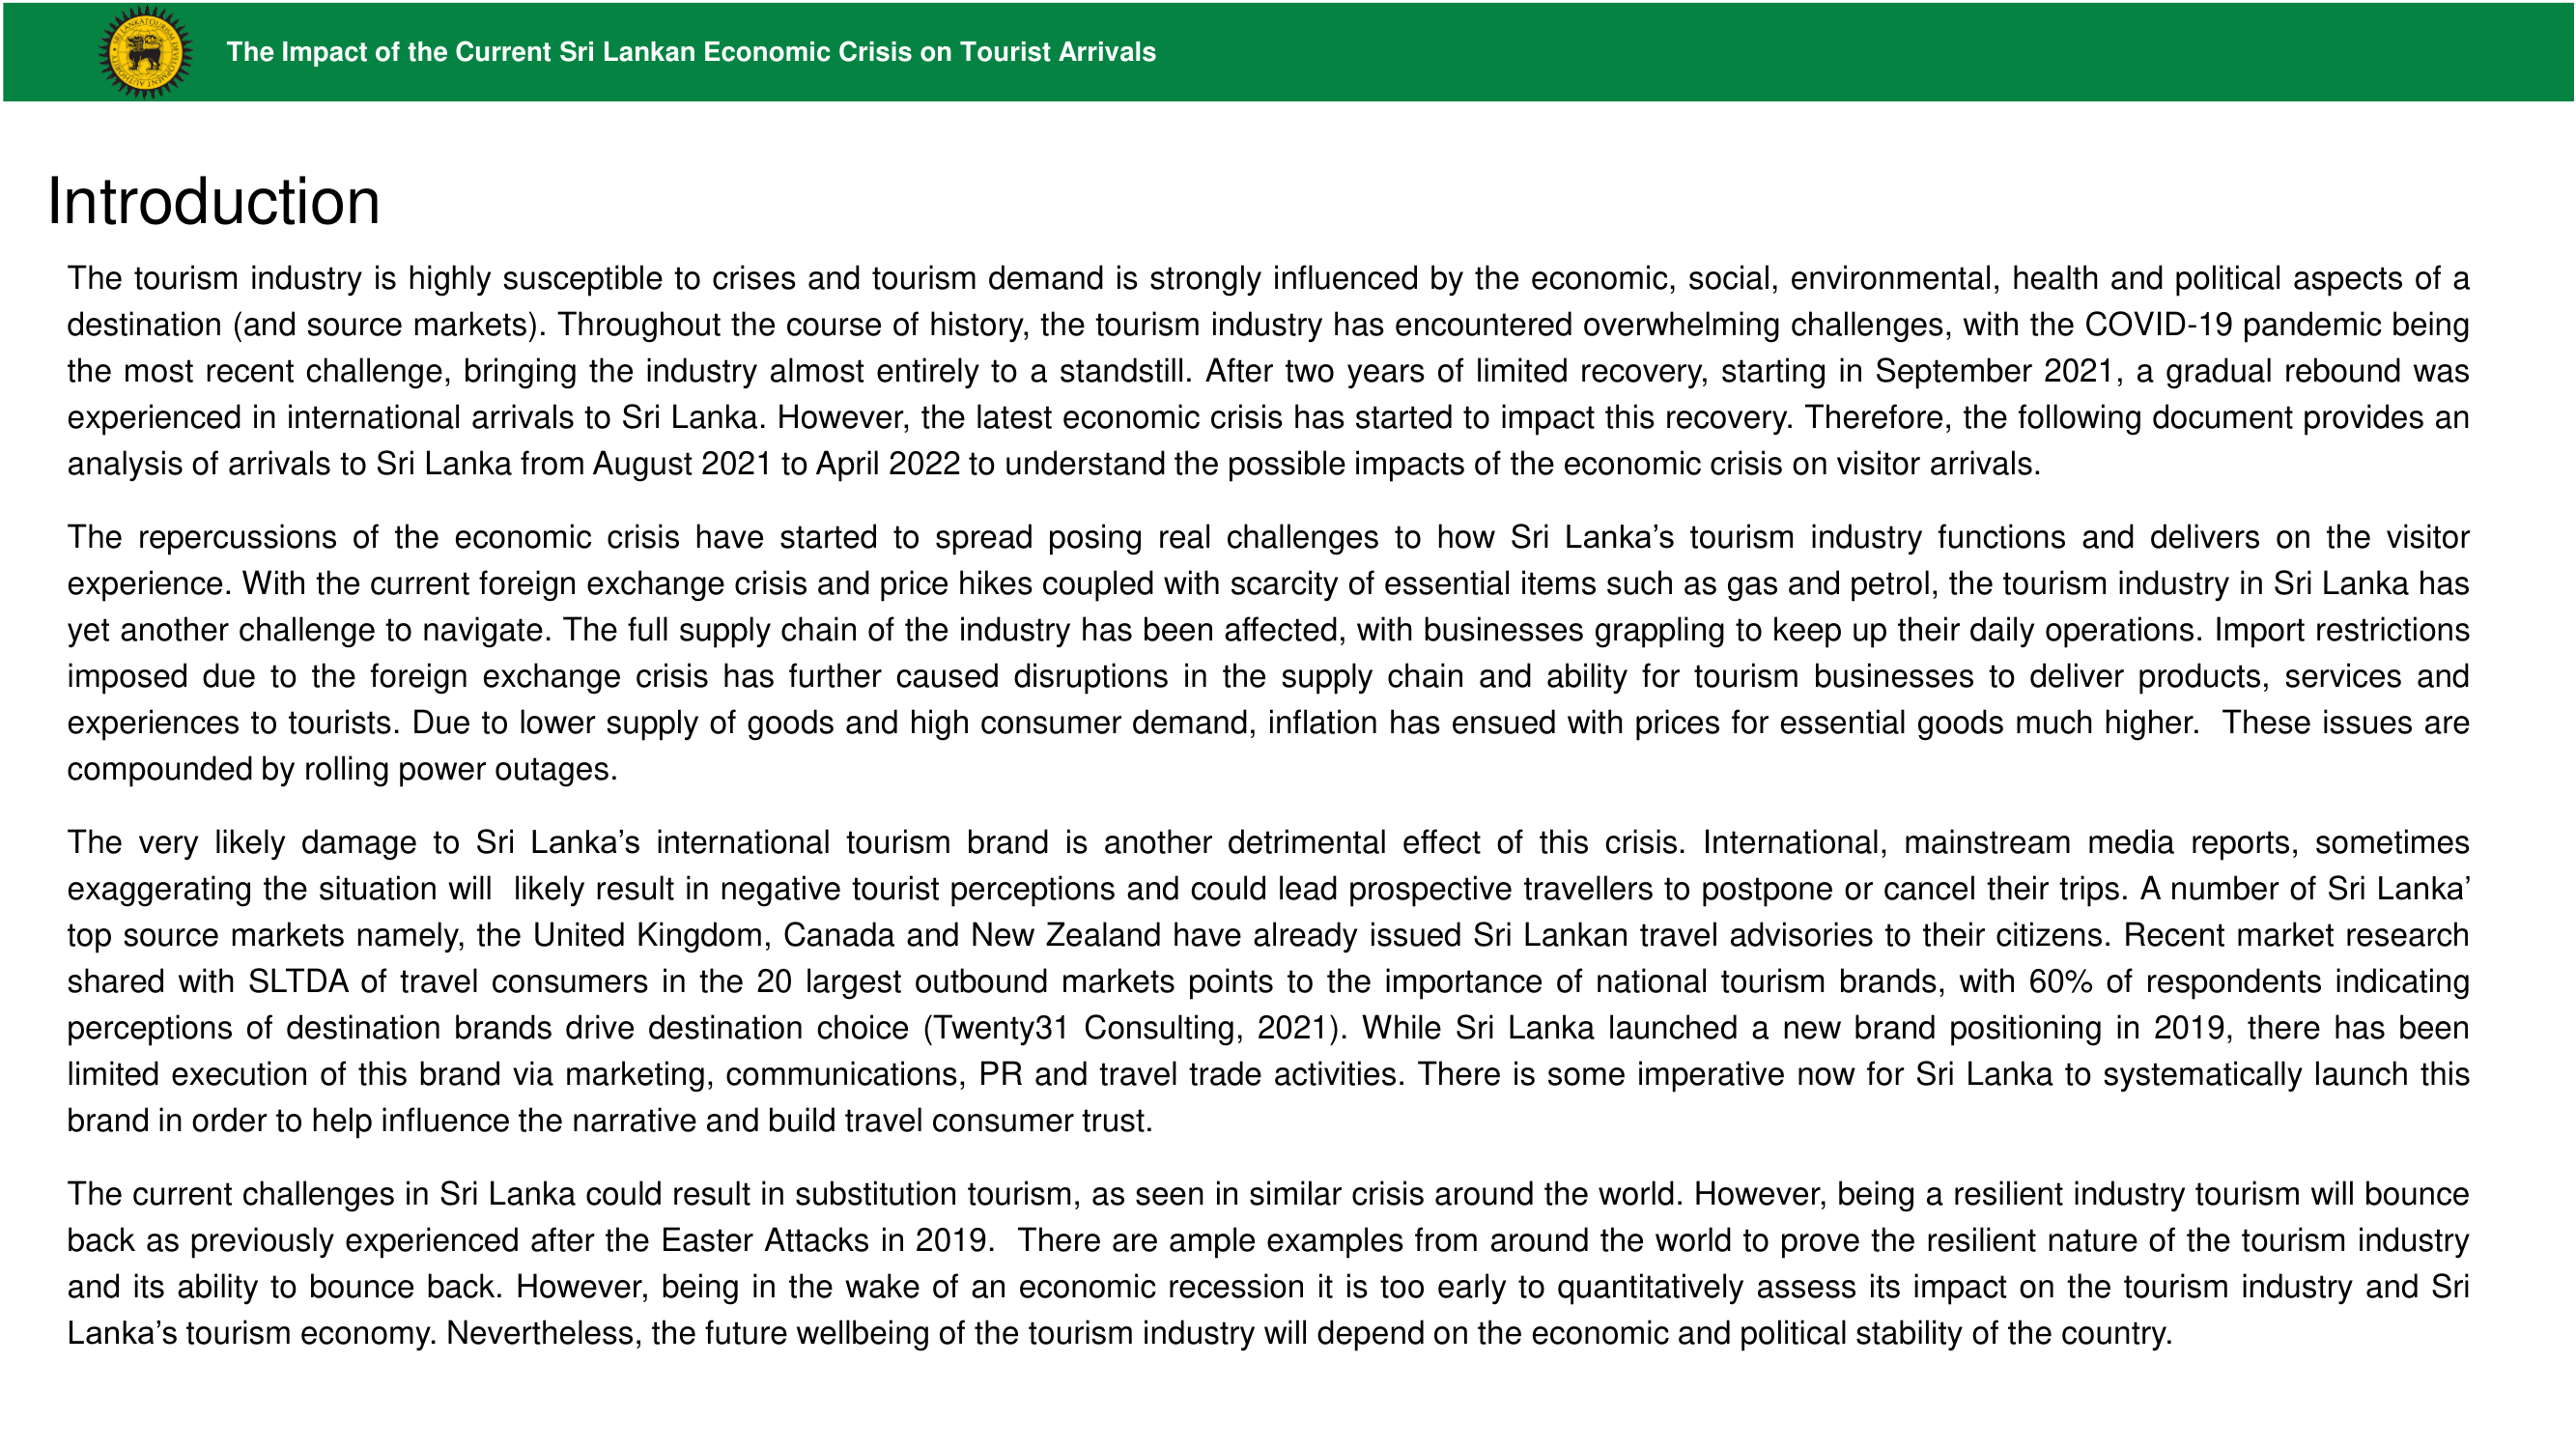 SRI LANKA TOURISM DEVELOPMENT AUTHORITY
The Impact of the Current Sri Lankan Economic Crisis on Tourist Arrivals
Introduction
The tourism industry is highly susceptible to crises and tourism demand is strongly influenced by the economic, social, environmental, health and political aspects of a
destination (and source markets). Throughout the course of history, the tourism industry has encountered overwhelming challenges, with the COVID-19 pandemic being
the most recent challenge, bringing the industry almost entirely to a standstill. After two years of limited recovery, starting in September 2021, a gradual rebound was
experienced in international arrivals to Sri Lanka. However, the latest economic crisis has started to impact this recovery. Therefore, the following document provides an
analysis of arrivals to Sri Lanka from August 2021 to April 2022 to understand the possible impacts of the economic crisis on visitor arrivals.
The repercussions of the economic crisis have started to spread posing real challenges to how Sri Lanka’s tourism industry functions and delivers on the visitor
experience. With the current foreign exchange crisis and price hikes coupled with scarcity of essential items such as gas and petrol, the tourism industry in Sri Lanka has
yet another challenge to navigate. The full supply chain of the industry has been affected, with businesses grappling to keep up their daily operations. Import restrictions
imposed due to the foreign exchange crisis has further caused disruptions in the supply chain and ability for tourism businesses to deliver products, services and
experiences to tourists. Due to lower supply of goods and high consumer demand, inflation has ensued with prices for essential goods much higher.  These issues are
compounded by rolling power outages.
The very likely damage to Sri Lanka’s international tourism brand is another detrimental effect of this crisis. International, mainstream media reports, sometimes
exaggerating the situation will  likely result in negative tourist perceptions and could lead prospective travellers to postpone or cancel their trips. A number of Sri Lanka’
top source markets namely, the United Kingdom, Canada and New Zealand have already issued Sri Lankan travel advisories to their citizens. Recent market research
shared with SLTDA of travel consumers in the 20 largest outbound markets points to the importance of national tourism brands, with 60% of respondents indicating
perceptions of destination brands drive destination choice (Twenty31 Consulting, 2021). While Sri Lanka launched a new brand positioning in 2019, there has been
limited execution of this brand via marketing, communications, PR and travel trade activities. There is some imperative now for Sri Lanka to systematically launch this
brand in order to help influence the narrative and build travel consumer trust.
The current challenges in Sri Lanka could result in substitution tourism, as seen in similar crisis around the world. However, being a resilient industry tourism will bounce
back as previously experienced after the Easter Attacks in 2019.  There are ample examples from around the world to prove the resilient nature of the tourism industry
and its ability to bounce back. However, being in the wake of an economic recession it is too early to quantitatively assess its impact on the tourism industry and Sri
Lanka’s tourism economy. Nevertheless, the future wellbeing of the tourism industry will depend on the economic and political stability of the country.